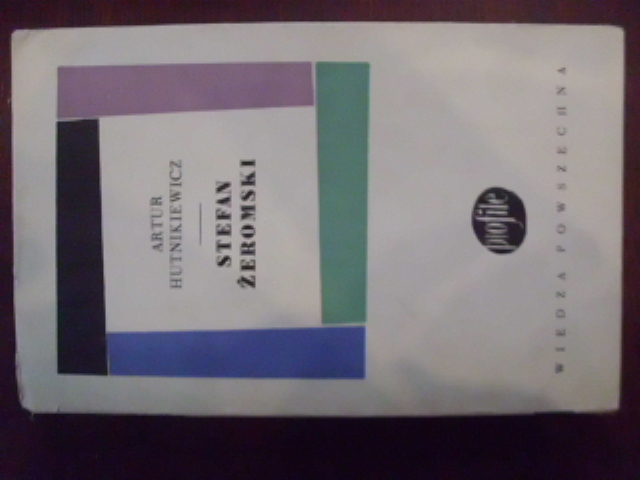 ARTUR
HUTNIKIEWICZ
STEFAN
ŻEROMSKI
profile
WIEDZA POWSZECHNA